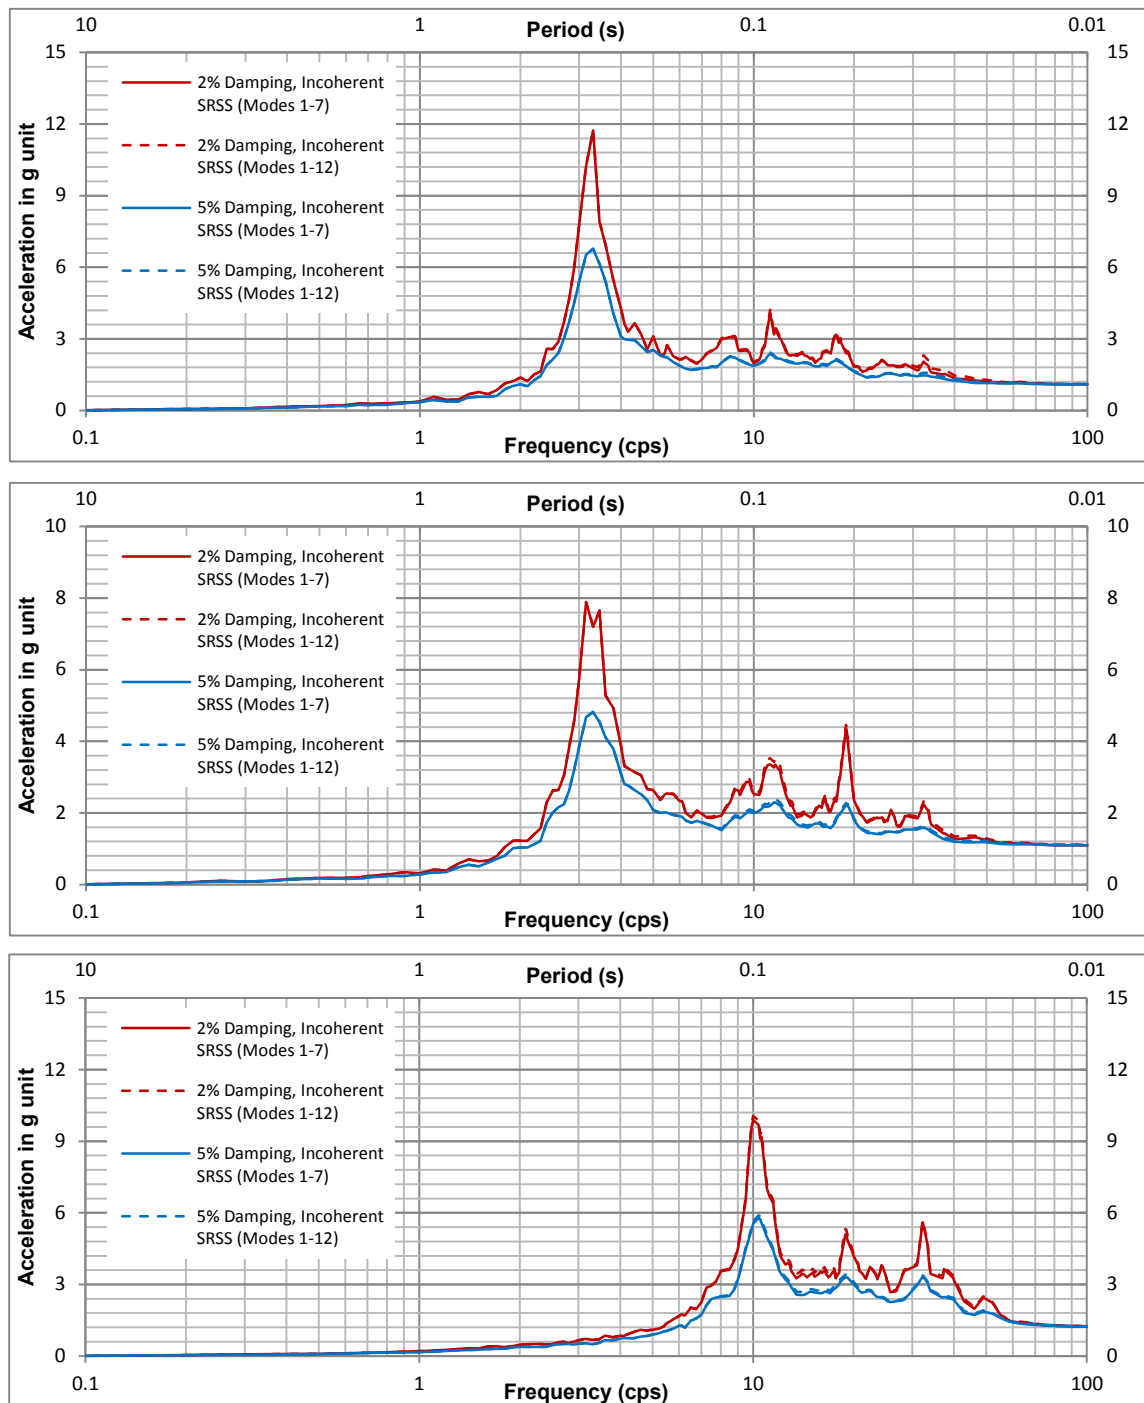 10 1 Period (s) 0.1 0.01
15 15
2% Damping, Incoherent
SRSS (Modes 1-7)
12 12
2% Damping, Incoherent
SRSS (Modes 1-12)
9 9
5% Damping, Incoherent
SRSS (Modes 1-7)
6 6
5% Damping, Incoherent
SRSS (Modes 1-12)
3 3
0 0
Acceleration in g unit
0.1 1 10 100
Frequency (cps)
10 1 Period (s) 0.1 0.01
10 10
2% Damping, Incoherent
SRSS (Modes 1-7)
8 8
2% Damping, Incoherent
SRSS (Modes 1-12)
6 6
5% Damping, Incoherent
SRSS (Modes 1-7)
4 4
5% Damping, Incoherent
SRSS (Modes 1-12)
2 2
0 0
Acceleration in g unit
0.1 1 10 100
Frequency (cps)
10 1 Period (s) 0.1 0.01
15 15
2% Damping, Incoherent
SRSS (Modes 1-7)
12 12
2% Damping, Incoherent
SRSS (Modes 1-12)
9 9
5% Damping, Incoherent
SRSS (Modes 1-7)
6 6
5% Damping, Incoherent
SRSS (Modes 1-12)
3 3
0 0
Acceleration in g unit
0.1 1 10 100
Frequency (cps)